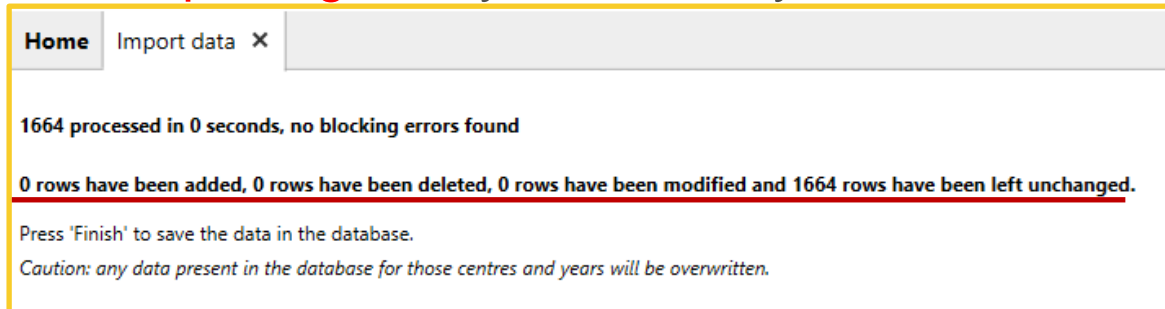 Home Import data ✕
1664 processed in 0 seconds, no blocking errors found
0 rows have been added, 0 rows have been deleted, 0 rows have been modified and 1664 rows have been left unchanged.
Press 'Finish' to save the data in the database.
Caution: any data present in the database for those centres and years will be overwritten.